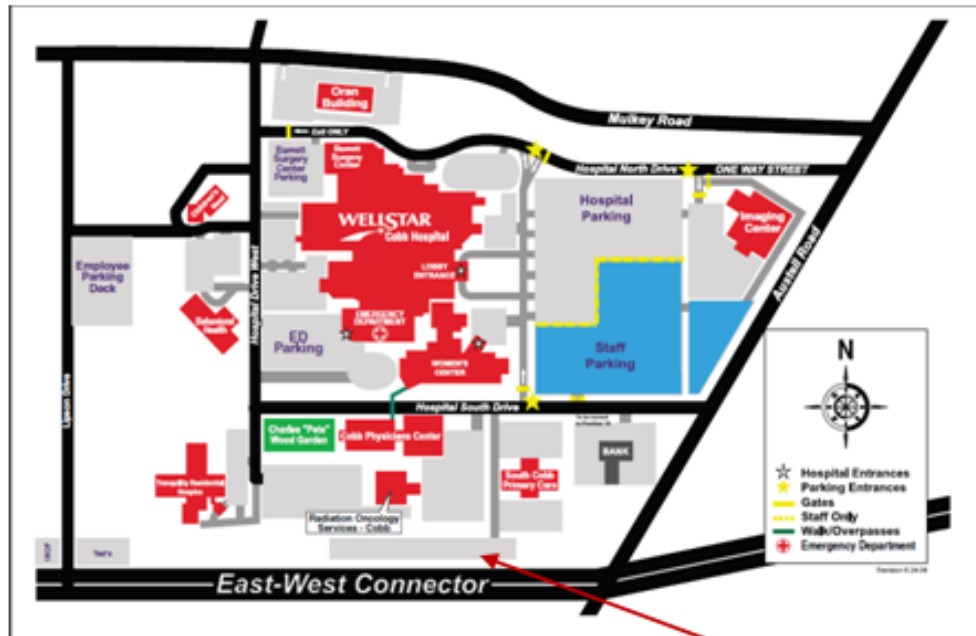 Oran
Building
Mulkey Road
Exit ONLY
Hospital North Drive
ONE WAY STREET
Barrett
Surgery
Center
Parking
Barrett
Surgery
Center
Children's
WELLSTAR
Cobb Hospital
Hospital
Parking
Imaging
Center
Austell Road
LOBBY
ENTRANCE
Employee
Parking
Deck
Hospital Drive West
Behavioral
Health
EMERGENCY
DEPARTMENT
ED
Parking
WOMEN'S
CENTER
Staff
Parking
Lipson Drive
Hospital South Drive
Charles "Pete"
Wood Garden
Cobb Physicians Center
BANK
South Cobb
Primary Care
Tranquility Residential
Hospice
Radiation Oncology
Services - Cobb
East-West Connector
N
Hospital Entrances
Parking Entrances
Gates
Staff Only
Walk/Overpasses
Emergency Department